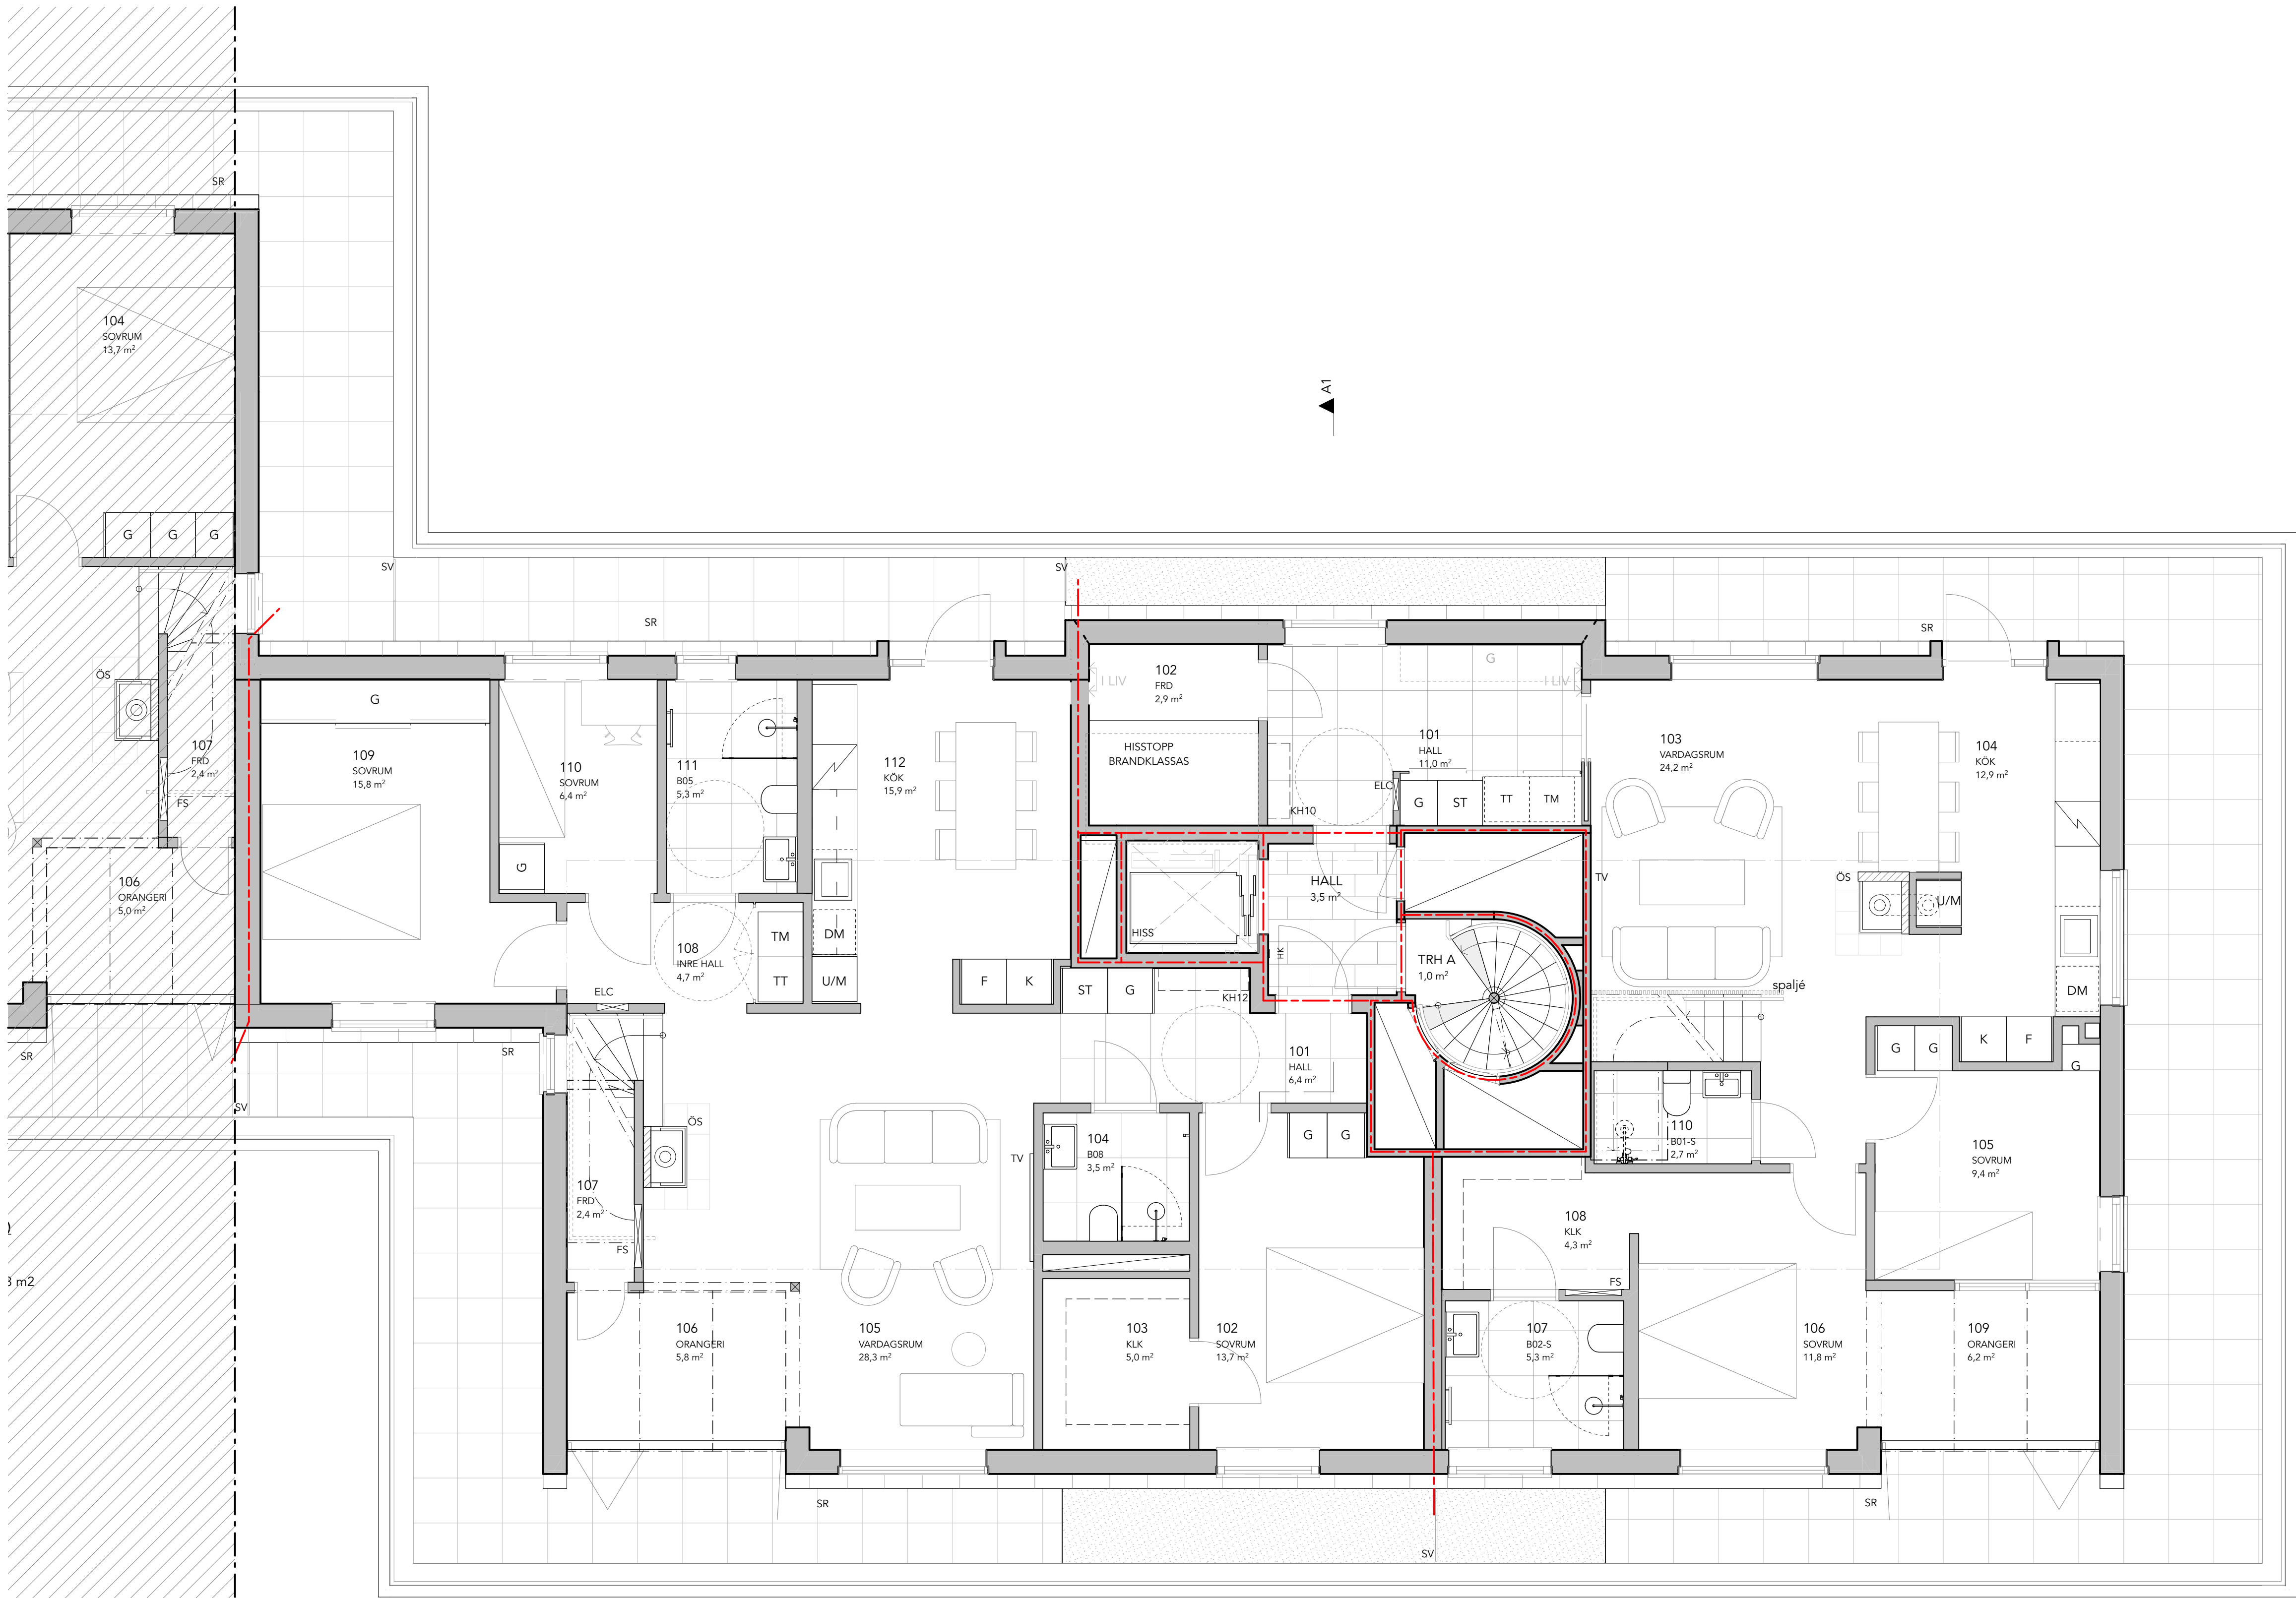 SR
A1
104
SOVRUM
13,7 m²
G
G
G
SV
SV
SR
SR
ÖS
107
FRD
2,4 m²
FS
106
ORANGERI
5,0 m²
SR
SV
3 m2
G
109
SOVRUM
15,8 m²
110
SOVRUM
6,4 m²
G
111
B05
5,3 m²
112
KÖK
15,9 m²
DM
U/M
TM
TT
108
INRE HALL
4,7 m²
ELC
F
K
ST
G
SR
I LIV
102
FRD
2,9 m²
HISSTOPP
BRANDKLASSAS
G
I LIV
101
HALL
11,0 m²
ELC
G
ST
TT
TM
KH10
HALL
3,5 m²
HISS
HK
KH12
TRH A
1,0 m²
103
VARDAGSRUM
24,2 m²
104
KÖK
12,9 m²
TV
ÖS
U/M
spaljé
DM
G
G
K
F
G
101
HALL
6,4 m²
ÖS
107
FRD
2,4 m²
FS
106
ORANGERI
5,8 m²
105
VARDAGSRUM
28,3 m²
TV
104
B08
3,5 m²
G
G
103
KLK
5,0 m²
102
SOVRUM
13,7 m²
110
B01-S
2,7 m²
105
SOVRUM
9,4 m²
108
KLK
4,3 m²
FS
107
B02-S
5,3 m²
106
SOVRUM
11,8 m²
109
ORANGERI
6,2 m²
SR
SR
SV